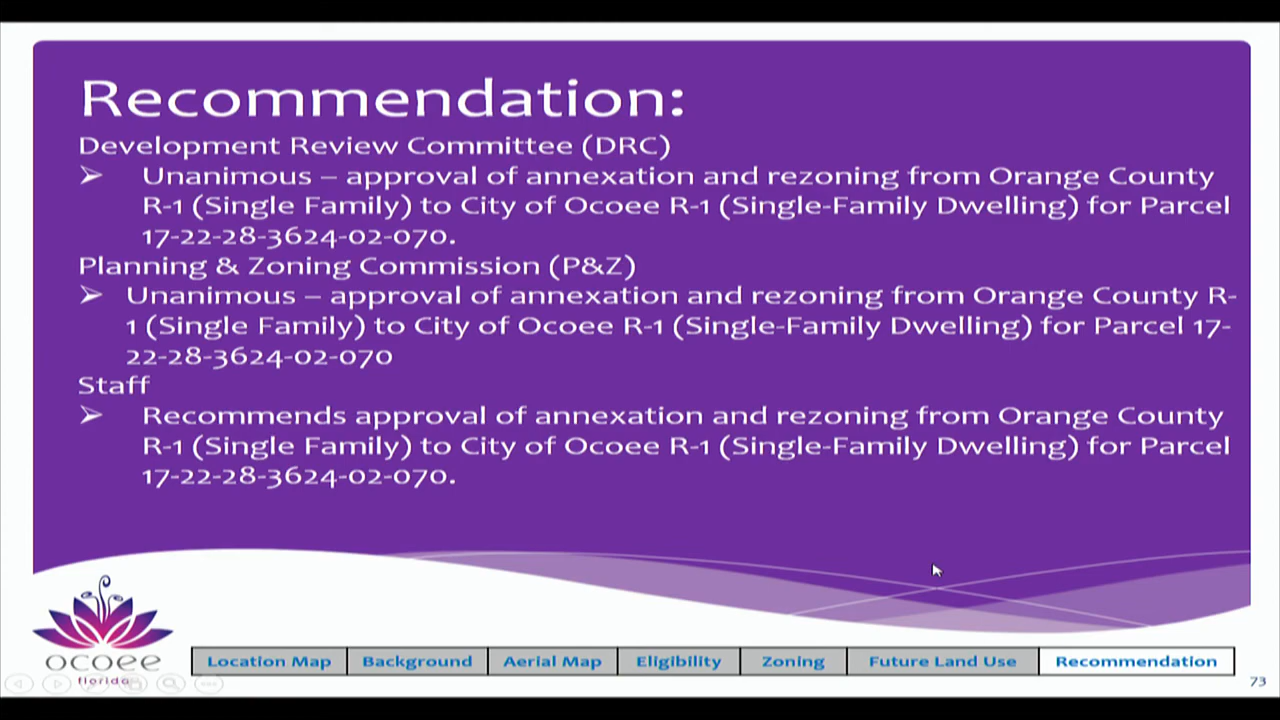 Recommendation:
Development Review Committee (DRC)
➢ Unanimous – approval of annexation and rezoning from Orange County
R-1 (Single Family) to City of Ocoee R-1 (Single-Family Dwelling) for Parcel
17-22-28-3624-02-070.
Planning & Zoning Commission (P&Z)
➢ Unanimous – approval of annexation and rezoning from Orange County R-
1 (Single Family) to City of Ocoee R-1 (Single-Family Dwelling) for Parcel 17-
22-28-3624-02-070
Staff
➢ Recommends approval of annexation and rezoning from Orange County
R-1 (Single Family) to City of Ocoee R-1 (Single-Family Dwelling) for Parcel
17-22-28-3624-02-070.
ocoee
florida
Location Map Background Aerial Map Eligibility Zoning Future Land Use Recommendation
73